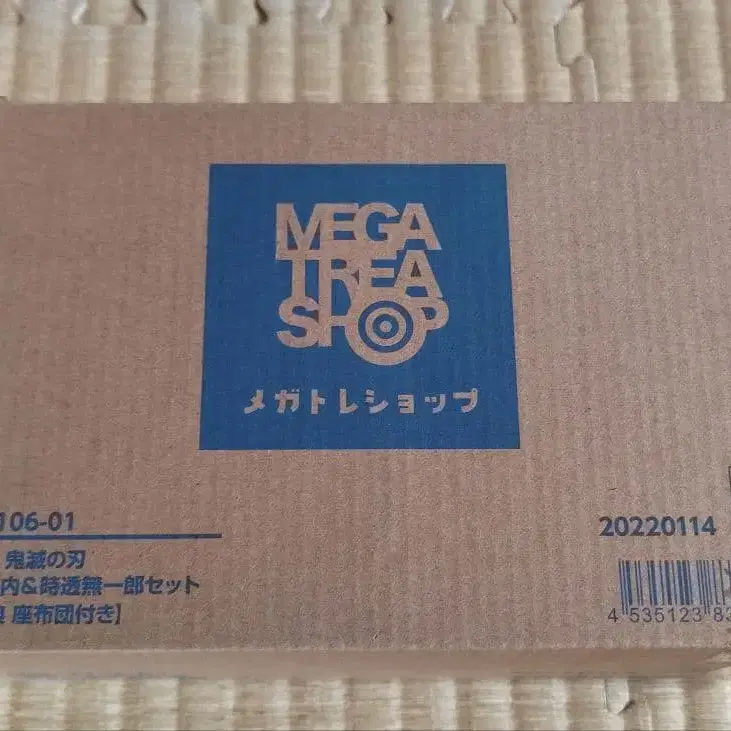 MEGA
TREA
SHOP
メガトレショップ
106-01
20220114
鬼滅の刃
内&時透無一郎セット
座布団付き】
4 535123 83